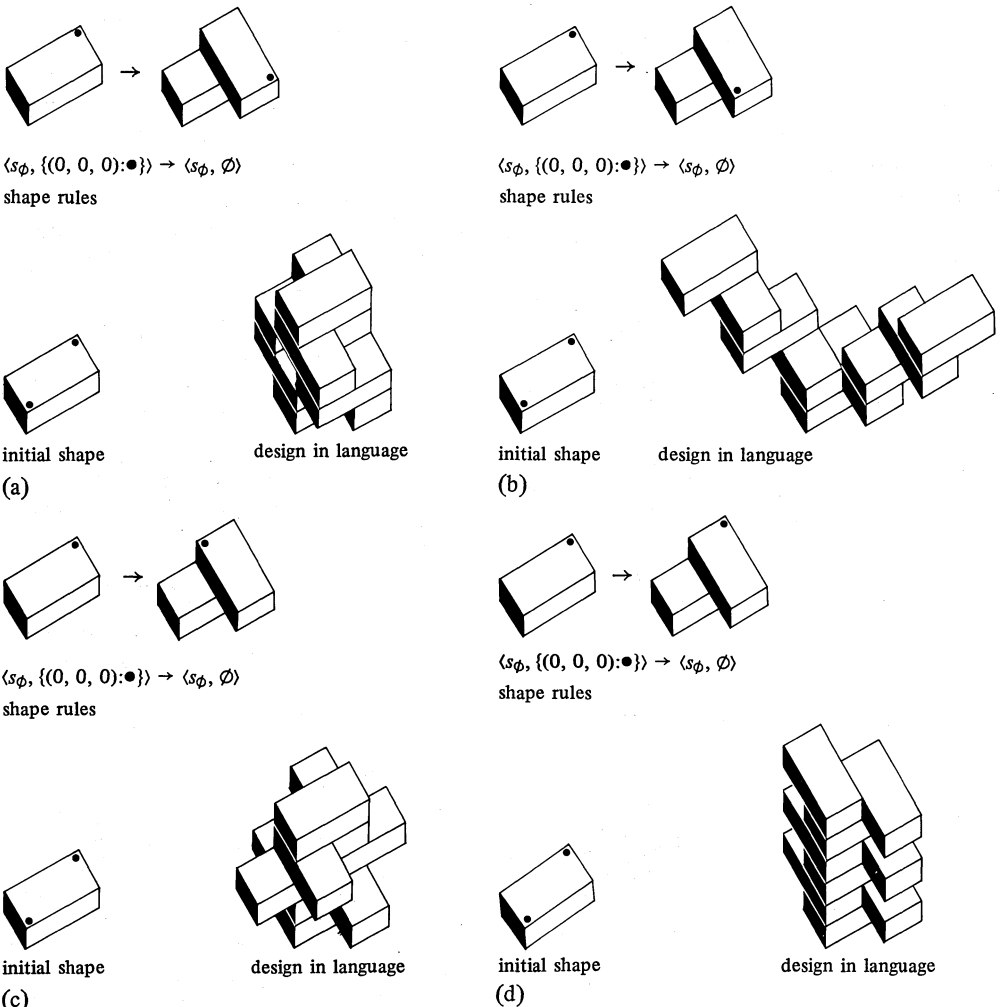 ⟨s_ϕ, {(0, 0, 0):●}⟩ → ⟨s_ϕ, ∅⟩
shape rules
initial shape
design in language
(a)
⟨s_ϕ, {(0, 0, 0):●}⟩ → ⟨s_ϕ, ∅⟩
shape rules
initial shape
design in language
(b)
⟨s_ϕ, {(0, 0, 0):●}⟩ → ⟨s_ϕ, ∅⟩
shape rules
initial shape
design in language
(c)
⟨s_ϕ, {(0, 0, 0):●}⟩ → ⟨s_ϕ, ∅⟩
shape rules
initial shape
design in language
(d)